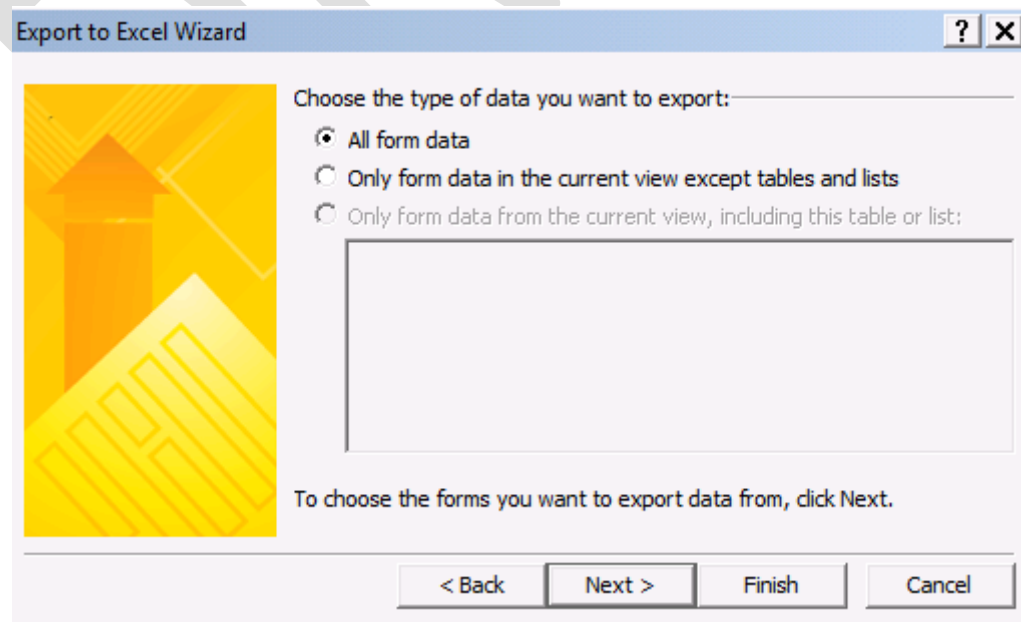 Export to Excel Wizard
? X
Choose the type of data you want to export:
All form data
Only form data in the current view except tables and lists
Only form data from the current view, including this table or list:
To choose the forms you want to export data from, click Next.
< Back Next > Finish Cancel